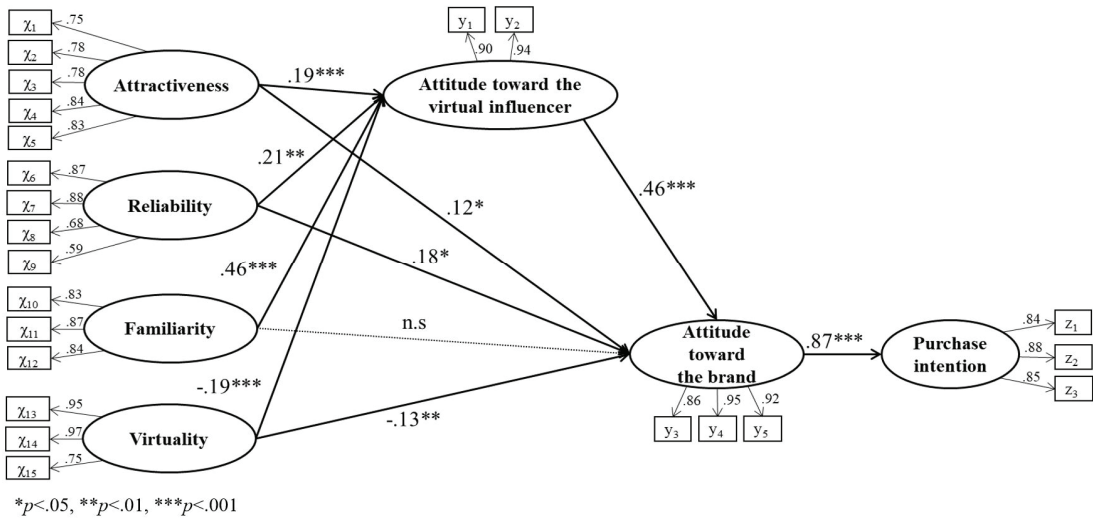 χ1
.75
χ2
.78
χ3
.78
χ4
.84
χ5
.83
Attractiveness
χ6
.87
χ7
.88
χ8
.68
χ9
.59
Reliability
χ10
.83
χ11
.87
χ12
.84
Familiarity
χ13
.95
χ14
.97
χ15
.75
Virtuality
y1
y2
.90
.94
Attitude toward the
virtual influencer
.19***
.21**
.46***
-.19***
.12*
.18*
n.s
-.13**
.46***
Attitude
toward
the brand
.86
.95
.92
y3
y4
y5
.87***
Purchase
intention
.84
z1
.88
z2
.85
z3
*p<.05, **p<.01, ***p<.001